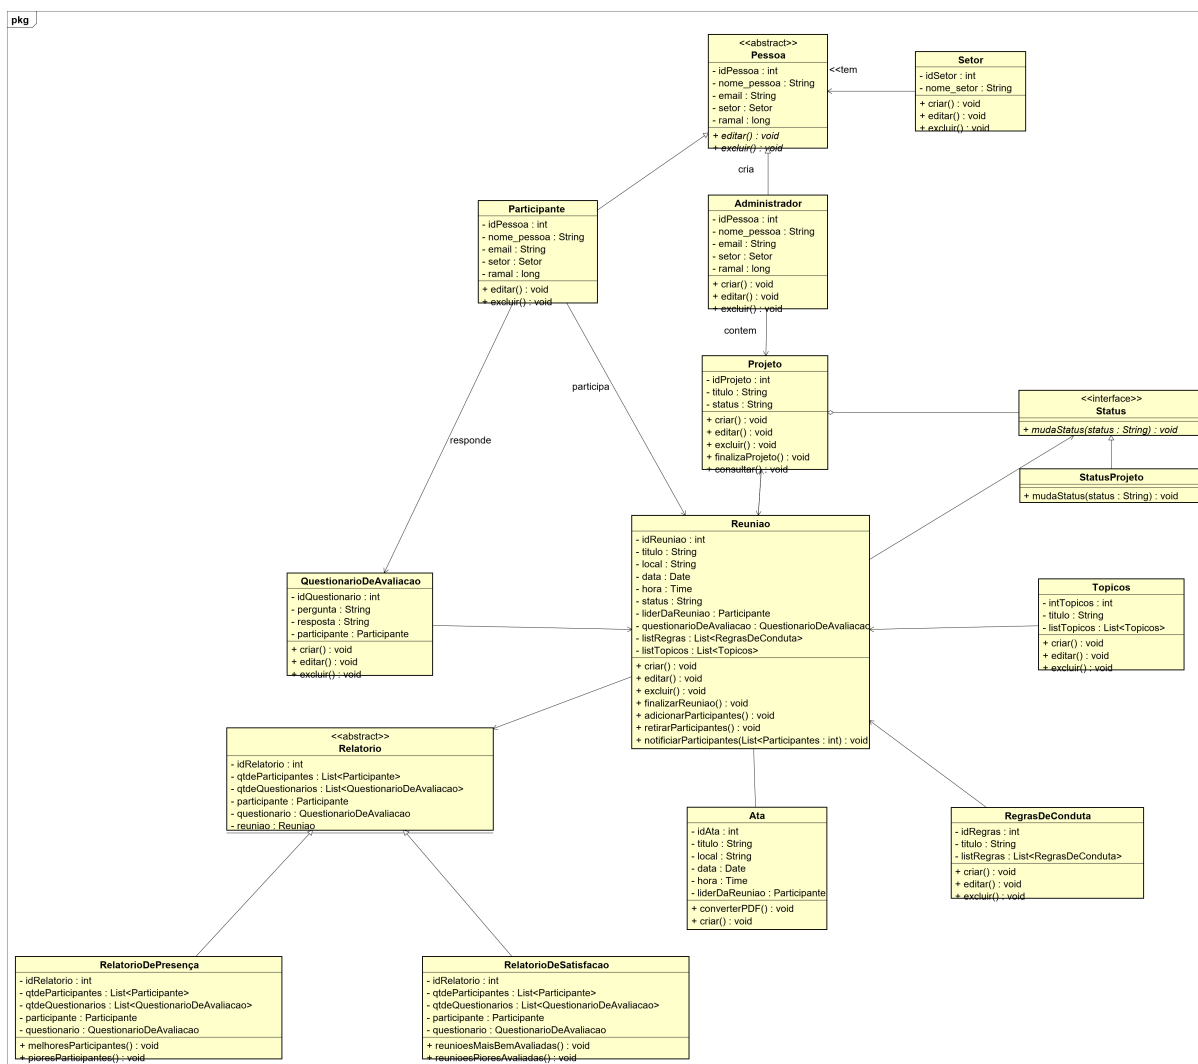 pkg
<<abstract>>
Pessoa
- idPessoa : int
- nome_pessoa : String
- email : String
- setor : Setor
- ramal : long
+ editar() : void
+ excluir() : void
<<tem
Setor
- idSetor : int
- nome_setor : String
+ criar() : void
+ editar() : void
+ excluir() : void
cria
Participante
- idPessoa : int
- nome_pessoa : String
- email : String
- setor : Setor
- ramal : long
+ editar() : void
+ excluir() : void
Administrador
- idPessoa : int
- nome_pessoa : String
- email : String
- setor : Setor
- ramal : long
+ criar() : void
+ editar() : void
+ excluir() : void
contem
Projeto
- idProjeto : int
- titulo : String
- status : String
+ criar() : void
+ editar() : void
+ excluir() : void
+ finalizaProjeto() : void
+ consultar() : void
participa
responde
<<interface>>
Status
+ mudaStatus(status : String) : void
StatusProjeto
+ mudaStatus(status : String) : void
Reuniao
- idReuniao : int
- titulo : String
- local : String
- data : Date
- hora : Time
- status : String
- liderDaReuniao : Participante
- questionarioDeAvaliacao : QuestionarioDeAvaliacao
- listRegras : List<RegrasDeConduta>
- listTopicos : List<Topicos>
+ criar() : void
+ editar() : void
+ excluir() : void
+ finalizarReuniao() : void
+ adicionarParticipantes() : void
+ retirarParticipantes() : void
+ notificiarParticipantes(List<Participantes : int) : void
QuestionarioDeAvaliacao
- idQuestionario : int
- pergunta : String
- resposta : String
- participante : Participante
+ criar() : void
+ editar() : void
+ excluir() : void
Topicos
- intTopicos : int
- titulo : String
- listTopicos : List<Topicos>
+ criar() : void
+ editar() : void
+ excluir() : void
<<abstract>>
Relatorio
- idRelatorio : int
- qtdeParticipantes : List<Participante>
- qtdeQuestionarios : List<QuestionarioDeAvaliacao>
- participante : Participante
- questionario : QuestionarioDeAvaliacao
- reuniao : Reuniao
Ata
- idAta : int
- titulo : String
- local : String
- data : Date
- hora : Time
- liderDaReuniao : Participante
+ converterPDF() : void
+ criar() : void
RegrasDeConduta
- idRegras : int
- titulo : String
- listRegras : List<RegrasDeConduta>
+ criar() : void
+ editar() : void
+ excluir() : void
RelatorioDePresença
- idRelatorio : int
- qtdeParticipantes : List<Participante>
- qtdeQuestionarios : List<QuestionarioDeAvaliacao>
- participante : Participante
- questionario : QuestionarioDeAvaliacao
+ melhoresParticipantes() : void
+ pioresParticipantes() : void
RelatorioDeSatisfacao
- idRelatorio : int
- qtdeParticipantes : List<Participante>
- qtdeQuestionarios : List<QuestionarioDeAvaliacao>
- participante : Participante
- questionario : QuestionarioDeAvaliacao
+ reunioesMaisBemAvaliadas() : void
+ reunioesPioresAvaliadas() : void